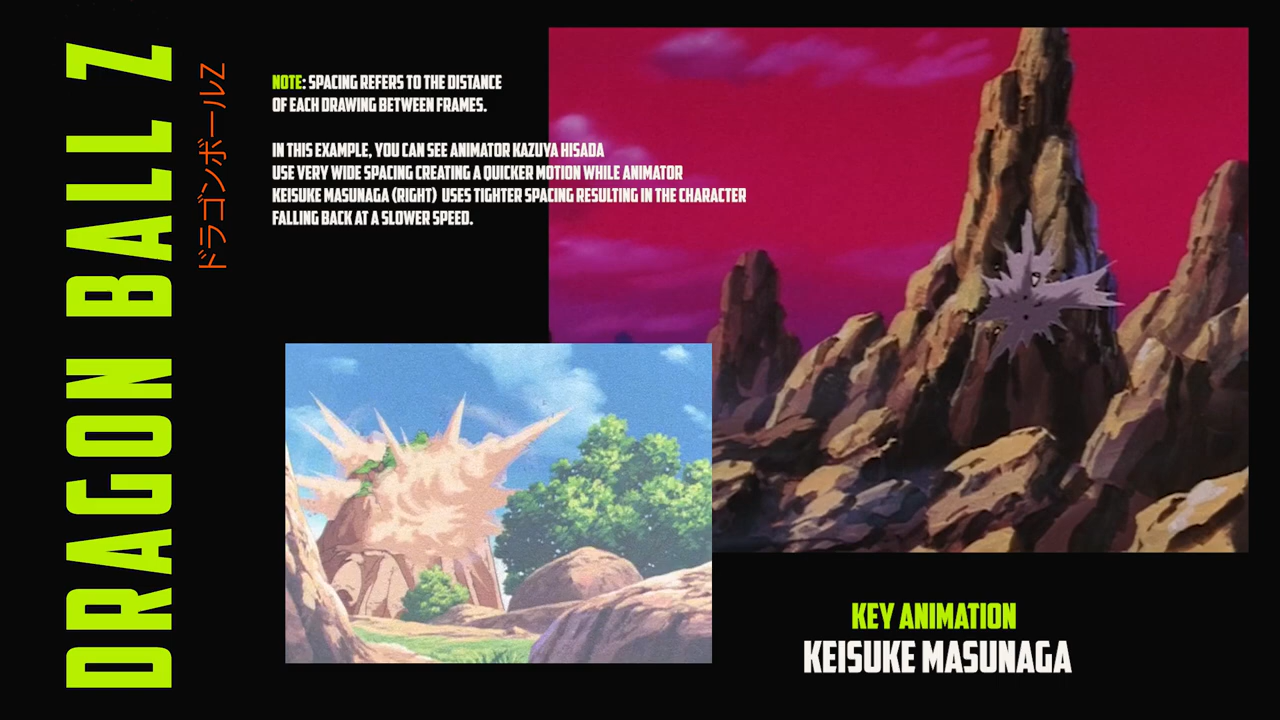 DRAGON BALL Z
ドラゴンボールZ
NOTE: SPACING REFERS TO THE DISTANCE
OF EACH DRAWING BETWEEN FRAMES.
IN THIS EXAMPLE, YOU CAN SEE ANIMATOR KAZUYA HISADA
USE VERY WIDE SPACING CREATING A QUICKER MOTION WHILE ANIMATOR
KEISUKE MASUNAGA (RIGHT) USES TIGHTER SPACING RESULTING IN THE CHARACTER
FALLING BACK AT A SLOWER SPEED.
KEY ANIMATION
KEISUKE MASUNAGA